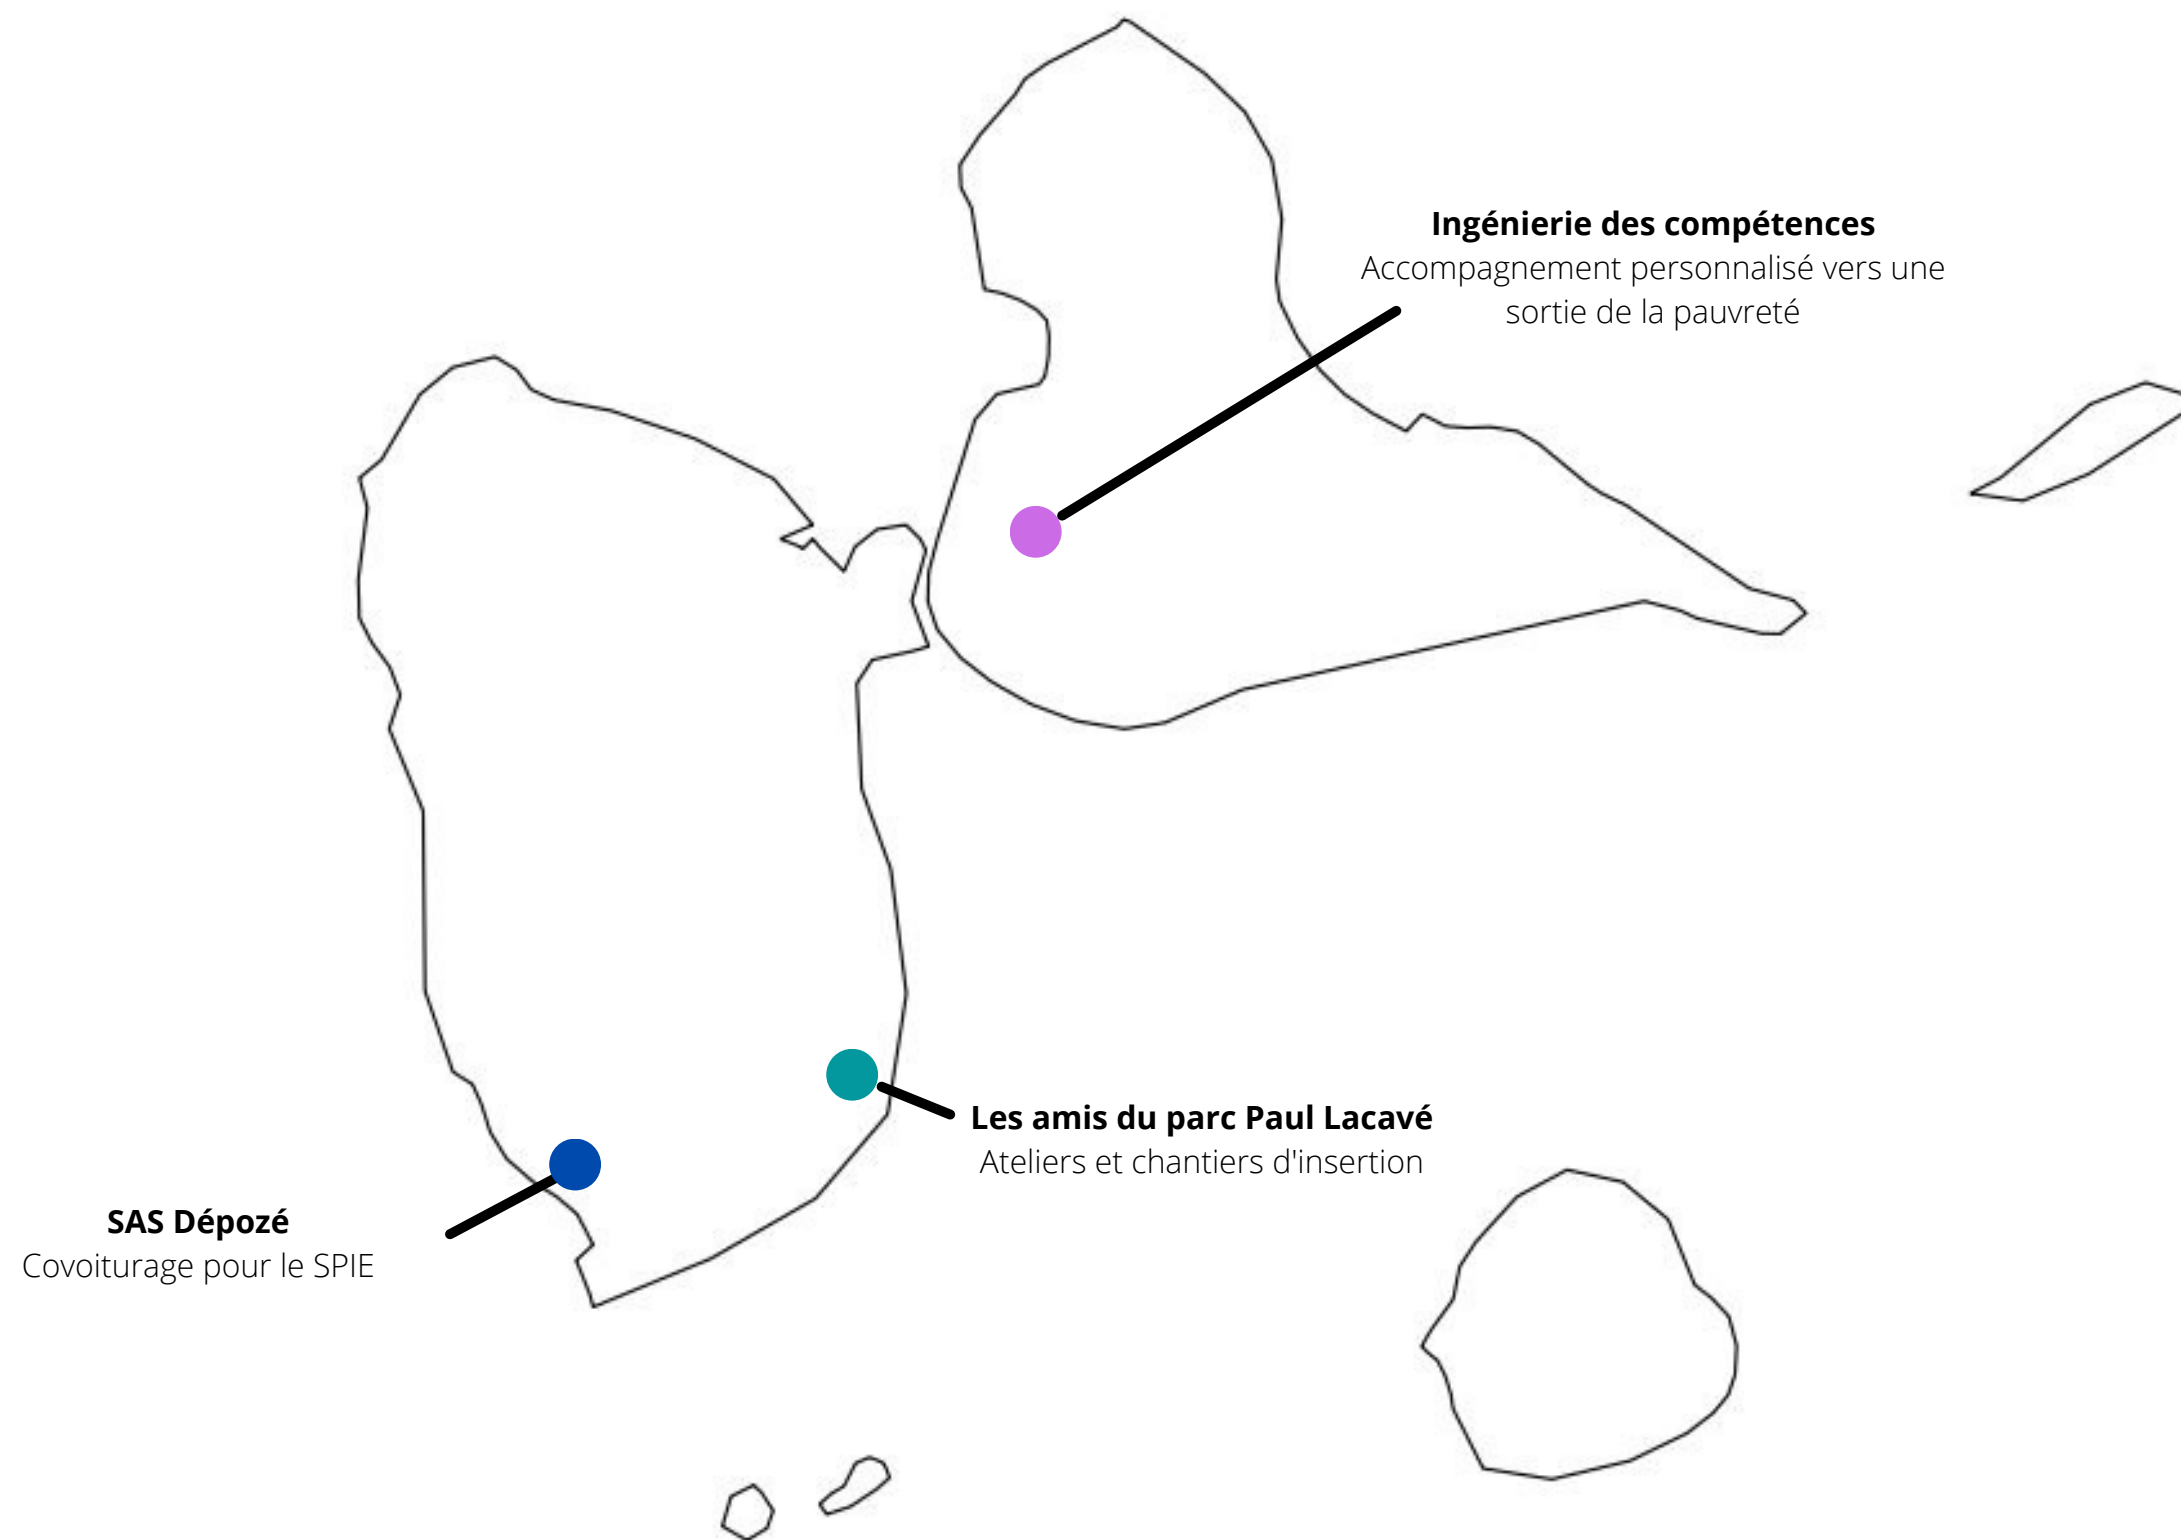 Ingénierie des compétences
Accompagnement personnalisé vers une
sortie de la pauvreté
Les amis du parc Paul Lacavé
Ateliers et chantiers d'insertion
SAS Dépozé
Covoiturage pour le SPIE